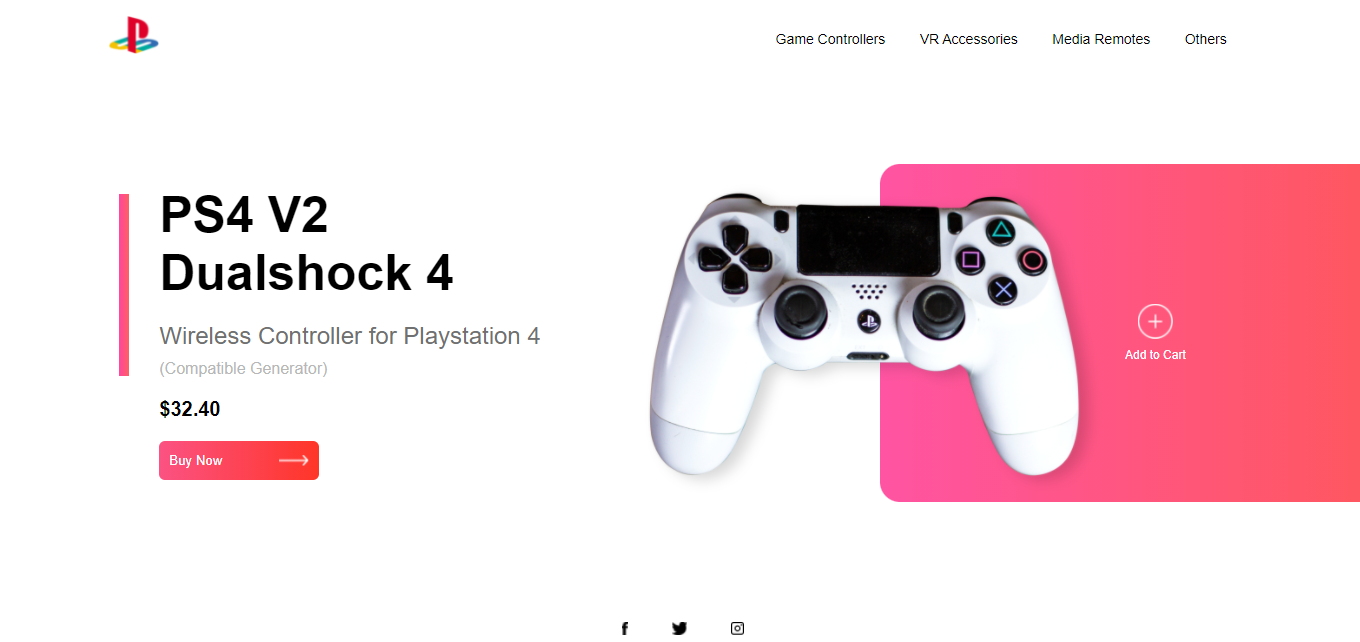 Game Controllers VR Accessories Media Remotes Others
PS4 V2
Dualshock 4
Wireless Controller for Playstation 4
(Compatible Generator)
$32.40
Buy Now
Add to Cart